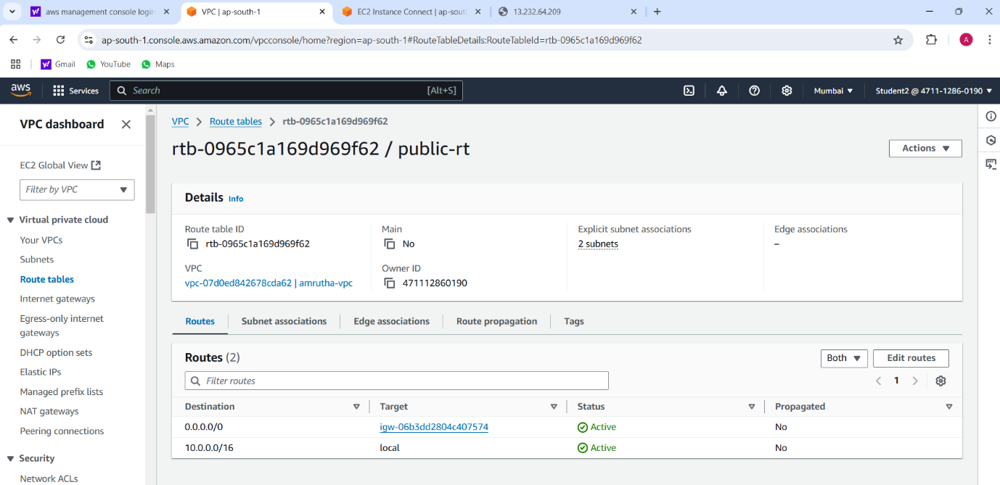 aws management console login
VPC | ap-south-1
EC2 Instance Connect | ap-sout
13.232.64.209
ap-south-1.console.aws.amazon.com/vpcconsole/home?region=ap-south-1#RouteTableDetails:RouteTableId=rtb-0965c1a169d969f62
A
Gmail
YouTube
Maps
aws
Services
Search
[Alt+S]
Mumbai
Student2 @ 4711-1286-0190
VPC dashboard
EC2 Global View
Filter by VPC
Virtual private cloud
Your VPCs
Subnets
Route tables
Internet gateways
Egress-only internet
gateways
DHCP option sets
Elastic IPs
Managed prefix lists
NAT gateways
Peering connections
Security
Network ACLs
VPC > Route tables > rtb-0965c1a169d969f62
rtb-0965c1a169d969f62 / public-rt
Actions
Details Info
Route table ID
rtb-0965c1a169d969f62
Main
No
Explicit subnet associations
2 subnets
Edge associations
–
VPC
vpc-07d0ed842678cda62 | amrutha-vpc
Owner ID
471112860190
Routes Subnet associations Edge associations Route propagation Tags
Routes (2)
Both
Edit routes
Filter routes
1
Destination Target Status Propagated
0.0.0.0/0 igw-06b3dd2804c407574 Active No
10.0.0.0/16 local Active No